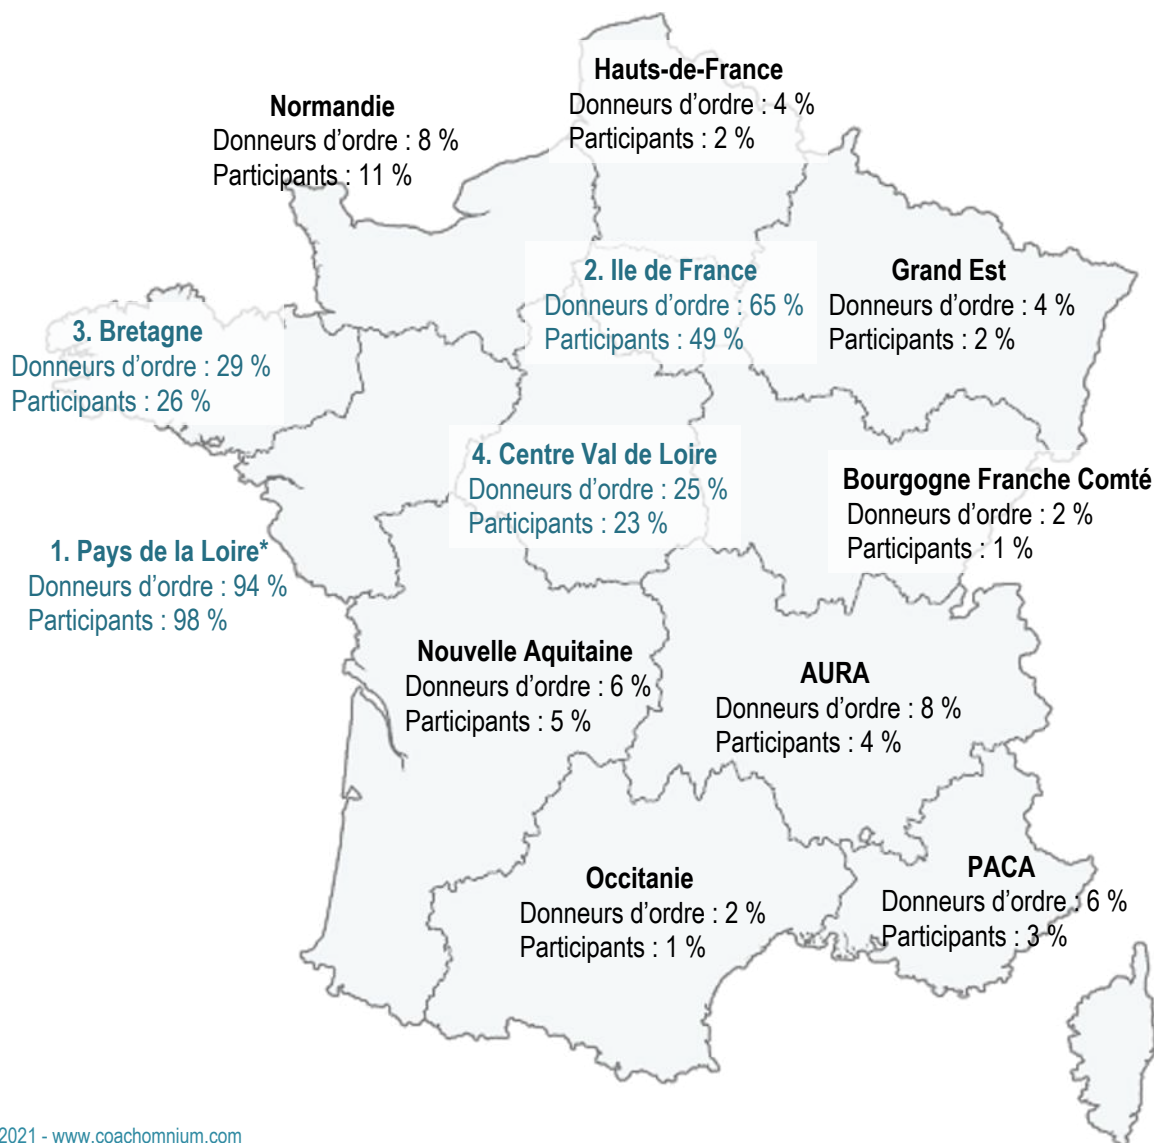 Hauts-de-France
Donneurs d'ordre : 4 %
Participants : 2 %
Normandie
Donneurs d'ordre : 8 %
Participants : 11 %
2. Ile de France
Donneurs d'ordre : 65 %
Participants : 49 %
Grand Est
Donneurs d'ordre : 4 %
Participants : 2 %
3. Bretagne
Donneurs d'ordre : 29 %
Participants : 26 %
4. Centre Val de Loire
Donneurs d'ordre : 25 %
Participants : 23 %
Bourgogne Franche Comté
Donneurs d'ordre : 2 %
Participants : 1 %
1. Pays de la Loire*
Donneurs d'ordre : 94 %
Participants : 98 %
Nouvelle Aquitaine
Donneurs d'ordre : 6 %
Participants : 5 %
AURA
Donneurs d'ordre : 8 %
Participants : 4 %
Occitanie
Donneurs d'ordre : 2 %
Participants : 1 %
PACA
Donneurs d'ordre : 6 %
Participants : 3 %
2021 - www.coachomnium.com